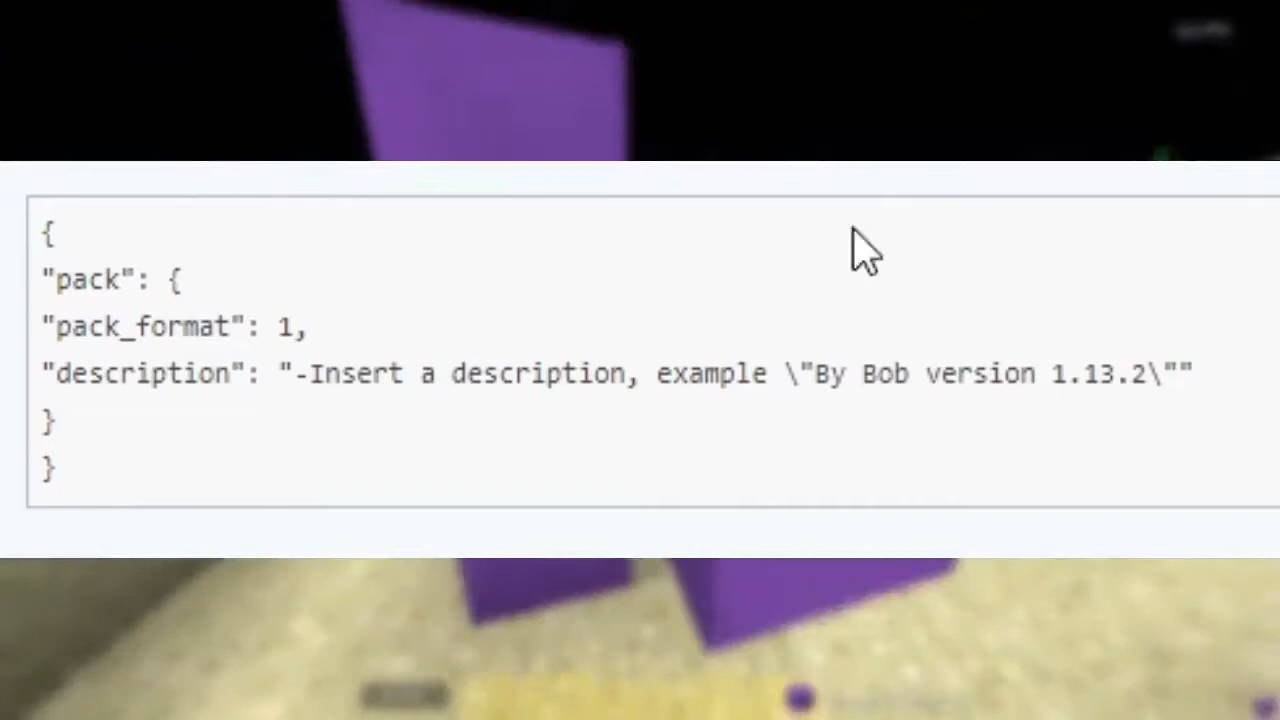 {
"pack": {
"pack_format": 1,
"description": "-Insert a description, example \"By Bob version 1.13.2\""
}
}